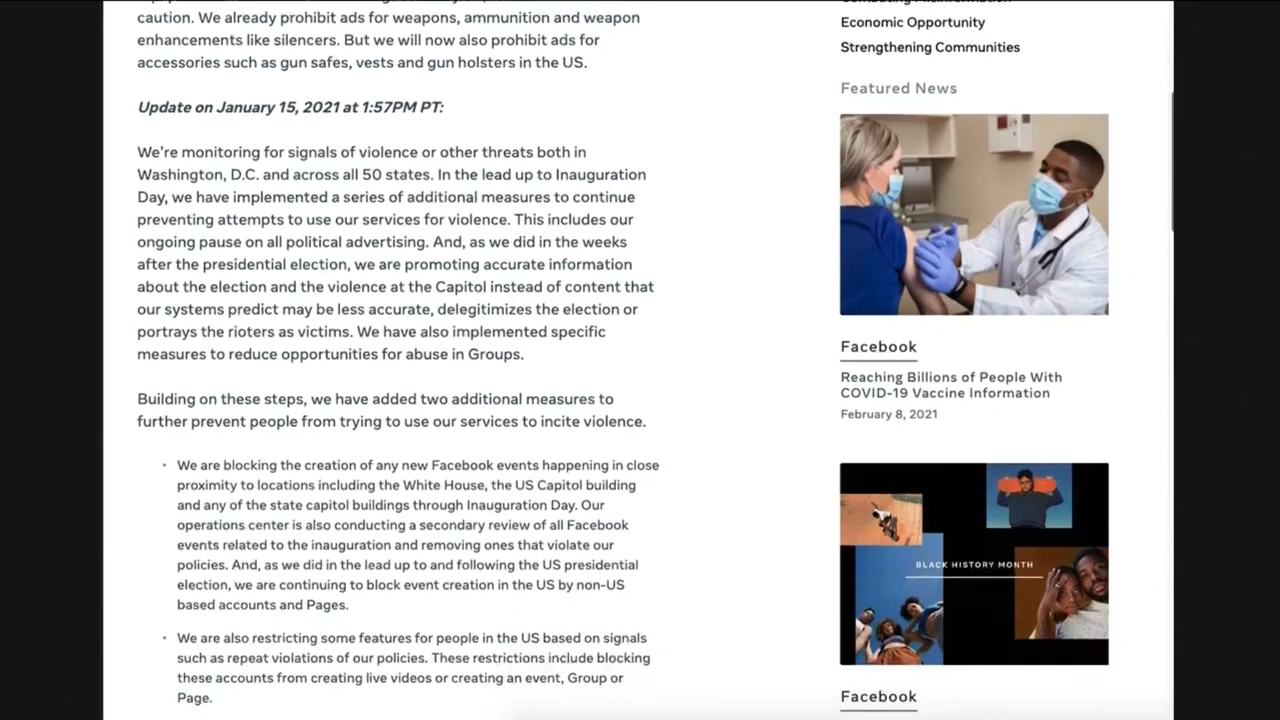 caution. We already prohibit ads for weapons, ammunition and weapon
enhancements like silencers. But we will now also prohibit ads for
accessories such as gun safes, vests and gun holsters in the US.
Update on January 15, 2021 at 1:57PM PT:
We're monitoring for signals of violence or other threats both in
Washington, D.C. and across all 50 states. In the lead up to Inauguration
Day, we have implemented a series of additional measures to continue
preventing attempts to use our services for violence. This includes our
ongoing pause on all political advertising. And, as we did in the weeks
after the presidential election, we are promoting accurate information
about the election and the violence at the Capitol instead of content that
our systems predict may be less accurate, delegitimizes the election or
portrays the rioters as victims. We have also implemented specific
measures to reduce opportunities for abuse in Groups.
Building on these steps, we have added two additional measures to
further prevent people from trying to use our services to incite violence.
• We are blocking the creation of any new Facebook events happening in close
proximity to locations including the White House, the US Capitol building
and any of the state capitol buildings through Inauguration Day. Our
operations center is also conducting a secondary review of all Facebook
events related to the inauguration and removing ones that violate our
policies. And, as we did in the lead up to and following the US presidential
election, we are continuing to block event creation in the US by non-US
based accounts and Pages.
• We are also restricting some features for people in the US based on signals
such as repeat violations of our policies. These restrictions include blocking
these accounts from creating live videos or creating an event, Group or
Page.
Economic Opportunity
Strengthening Communities
Featured News
Facebook
Reaching Billions of People With
COVID-19 Vaccine Information
February 8, 2021
BLACK HISTORY MONTH
Facebook